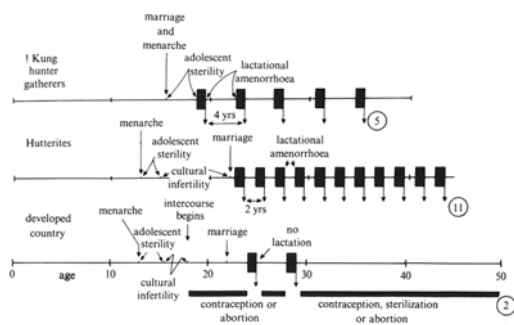 marriage
and
menarche
! Kung
hunter
gatherers
adolescent
sterility
lactational
amenorrhoea
4 yrs
5
Hutterites
menarche
adolescent
sterility
cultural
infertility
marriage
lactational
amenorrhoea
2 yrs
11
developed
country
menarche
adolescent
sterility
cultural
infertility
intercourse
begins
marriage
no
lactation
0
age
20
30
40
50
contraception or
abortion
contraception, sterilization
or abortion
2